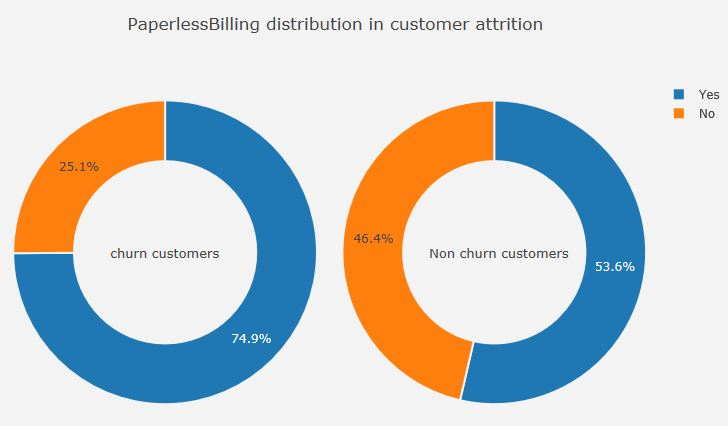 PaperlessBilling distribution in customer attrition
Yes
No
25.1%
churn customers
74.9%
46.4%
Non churn customers
53.6%